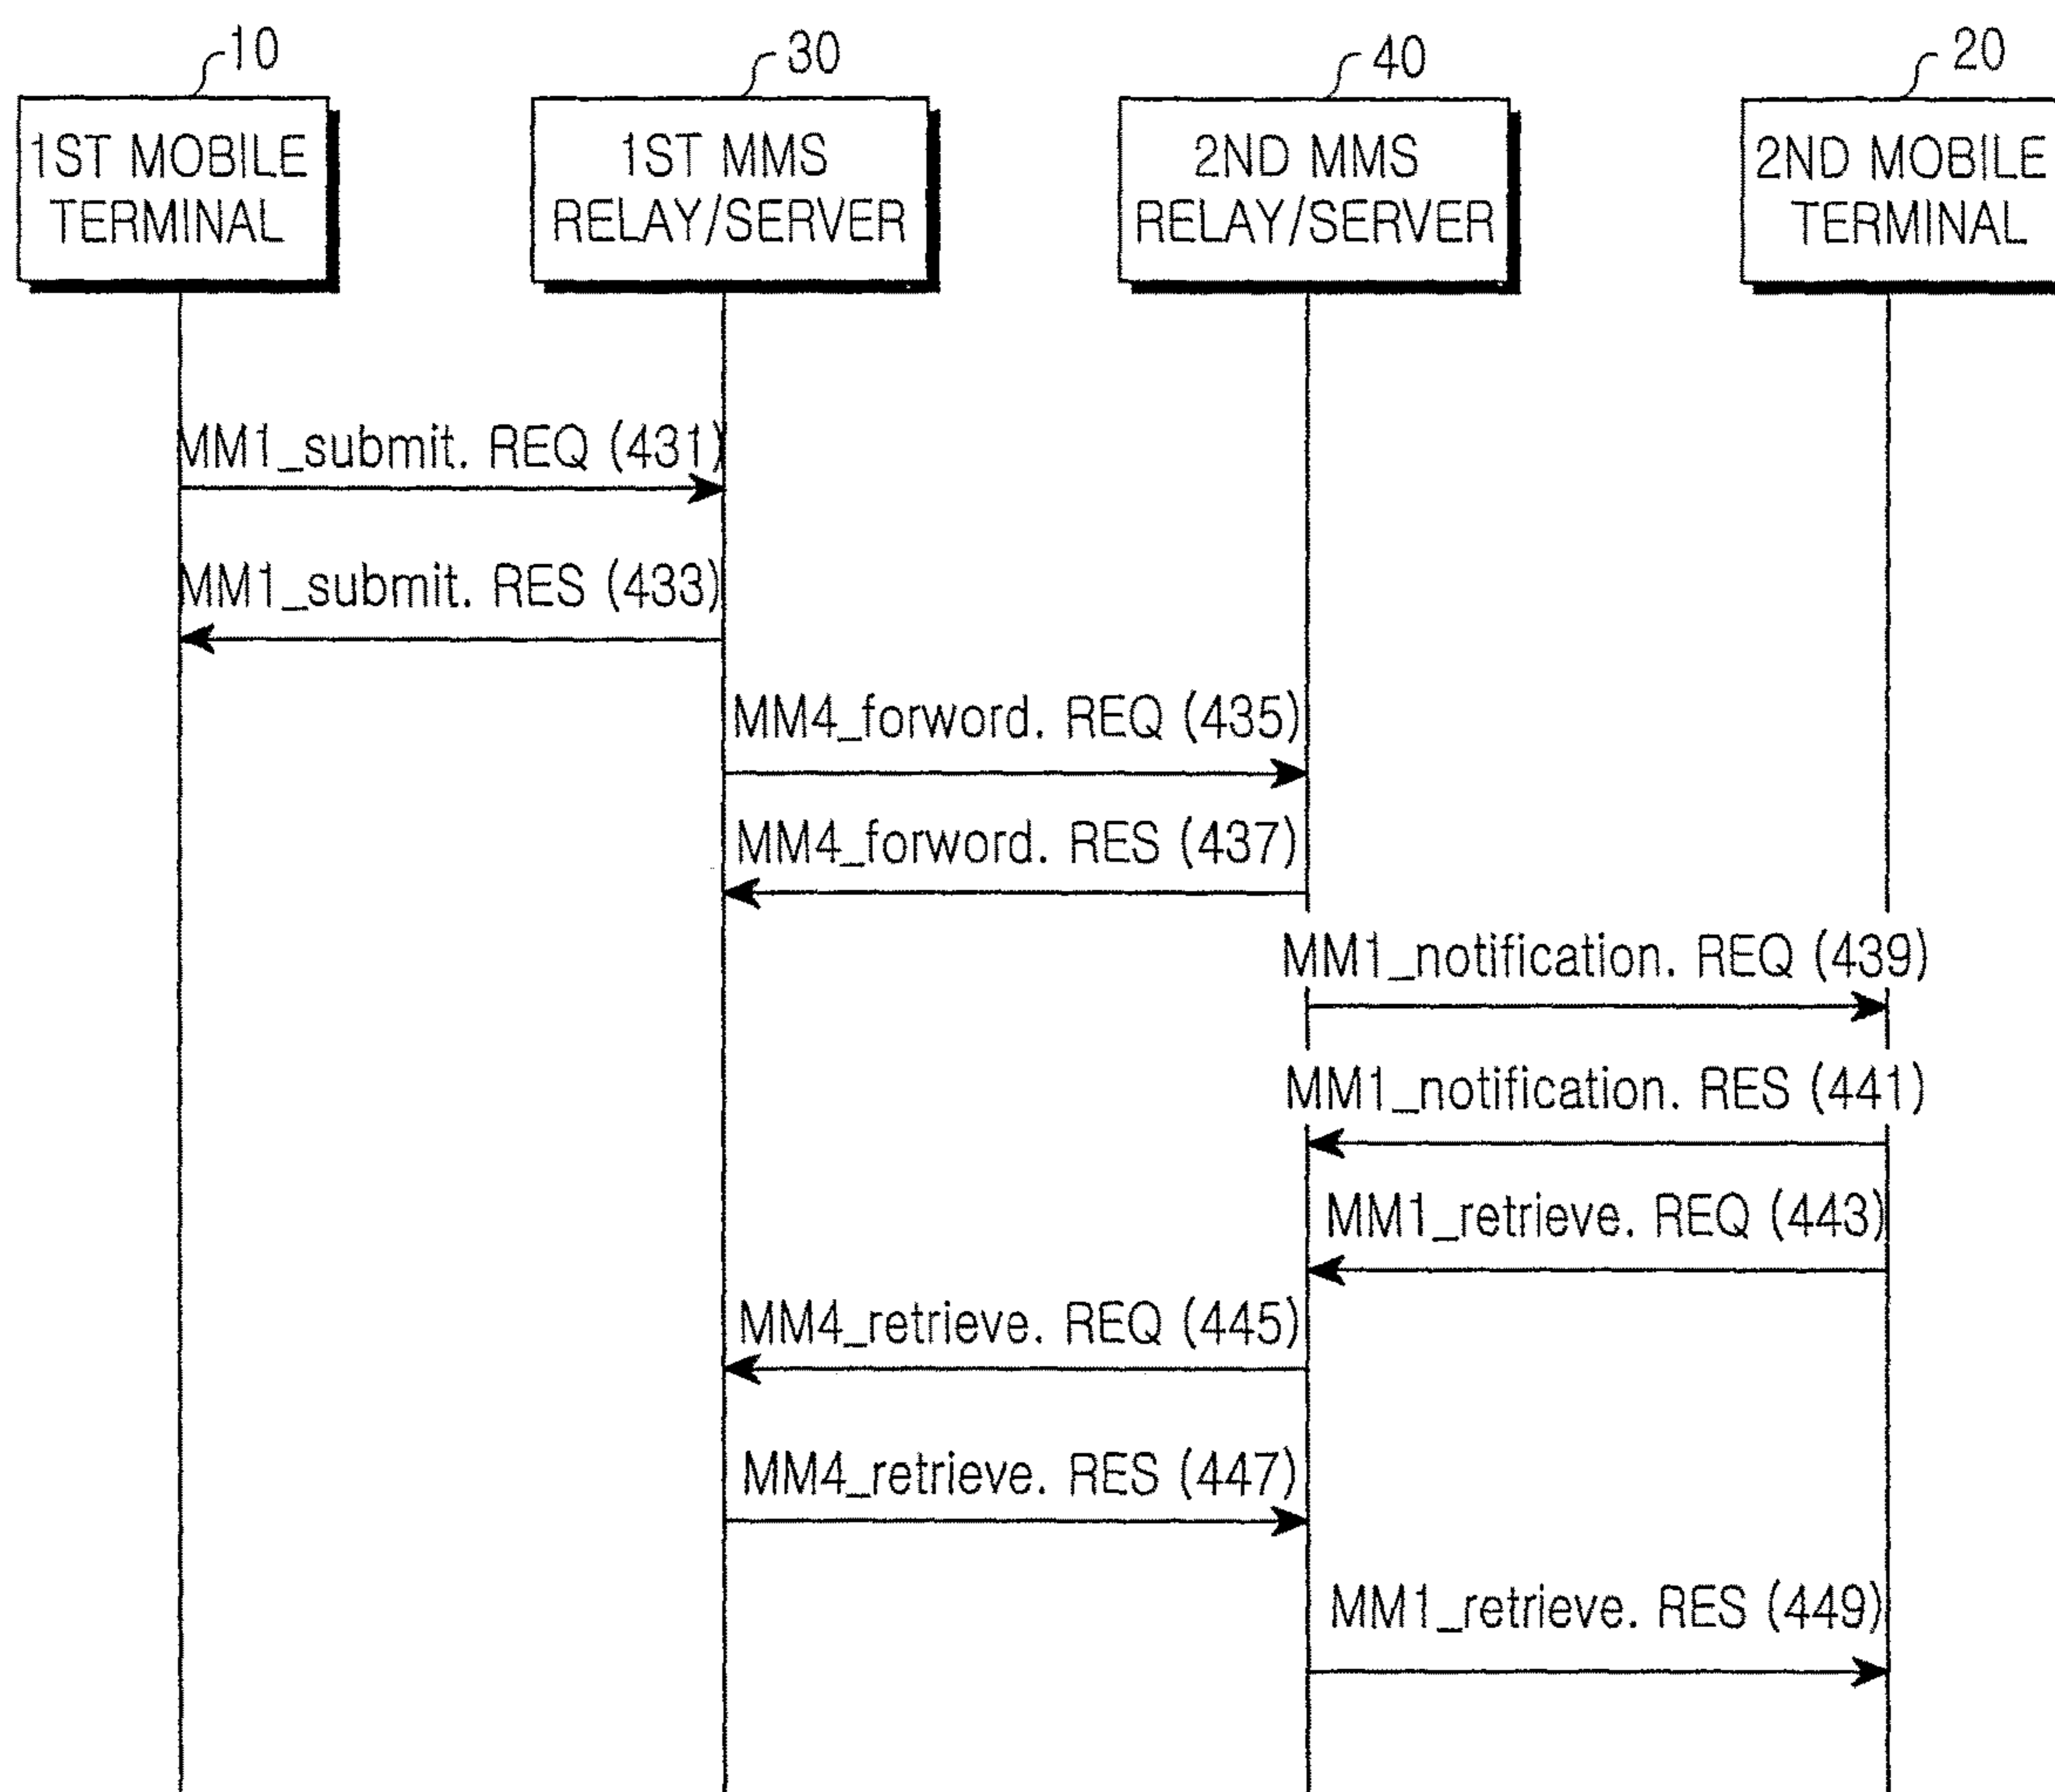 10
30
40
20
1ST MOBILE
TERMINAL
1ST MMS
RELAY/SERVER
2ND MMS
RELAY/SERVER
2ND MOBILE
TERMINAL
MM1_submit. REQ (431)
MM1_submit. RES (433)
MM4_forword. REQ (435)
MM4_forword. RES (437)
MM1_notification. REQ (439)
MM1_notification. RES (441)
MM1_retrieve. REQ (443)
MM4_retrieve. REQ (445)
MM4_retrieve. RES (447)
MM1_retrieve. RES (449)